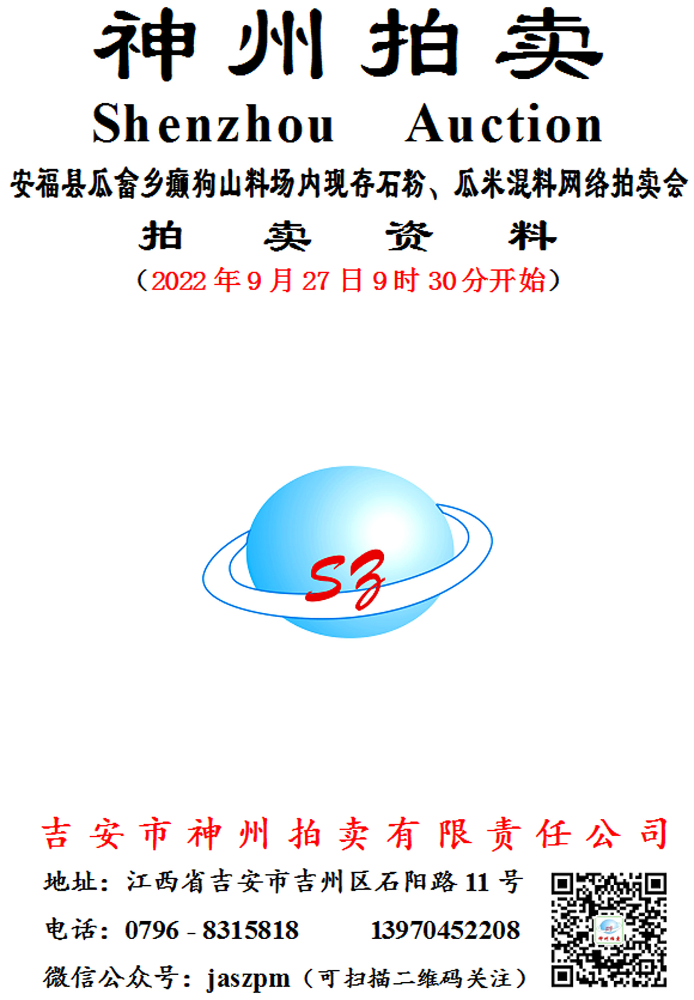 神州拍卖
Shenzhou Auction
安福县瓜畲乡癫狗山料场内现存石粉、瓜米混料网络拍卖会
拍卖资料
（2022年9月27日9时30分开始）
SZ
吉安市神州拍卖有限责任公司
地址：江西省吉安市吉州区石阳路11号
电话：0796-8315818 13970452208
神州拍卖
微信公众号：jaszpm（可扫描二维码关注）